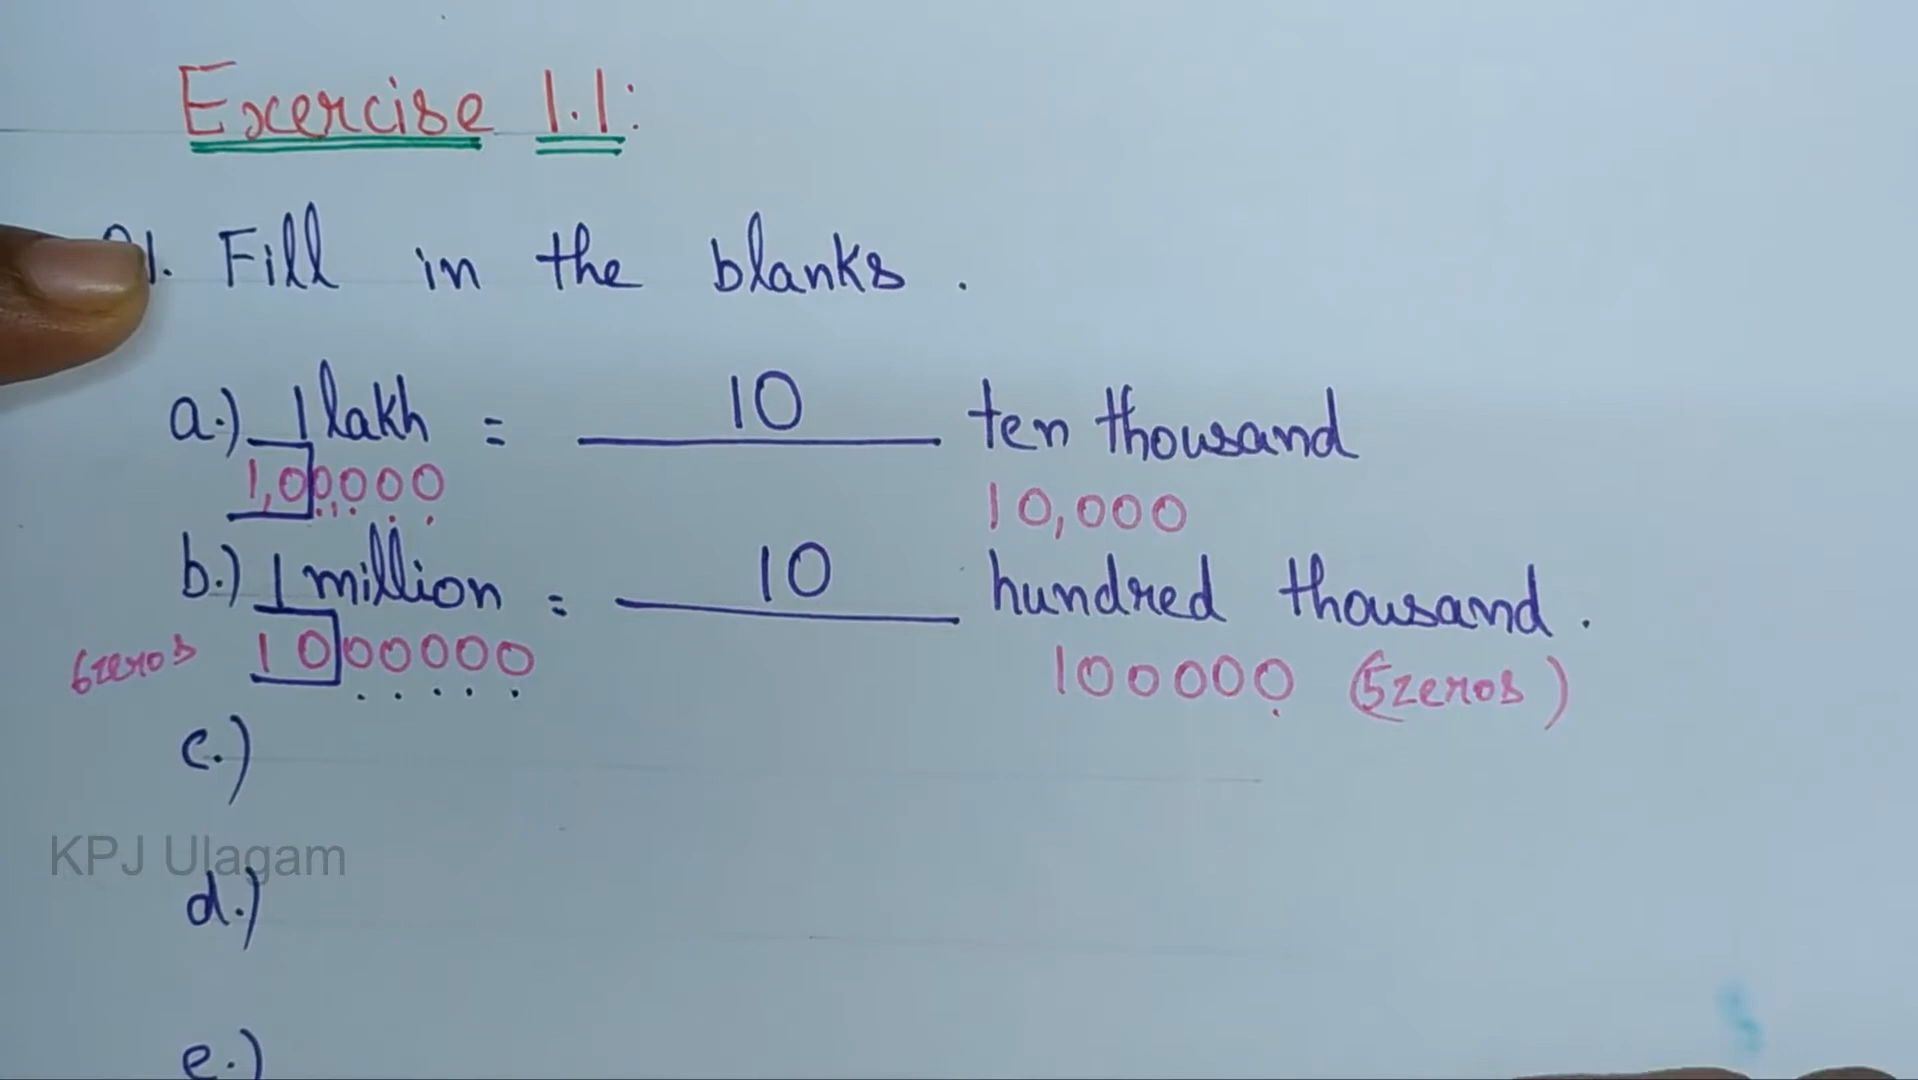 Exercise 1.1:
Q1. Fill in the blanks.
a.) 1 lakh = 10 ten thousand
1,00,000 10,000
b.) 1 million = 10 hundred thousand.
6zeros 1000000 100000 (5zeros)
c.)
KPJ Ulagam
d.)
e.)